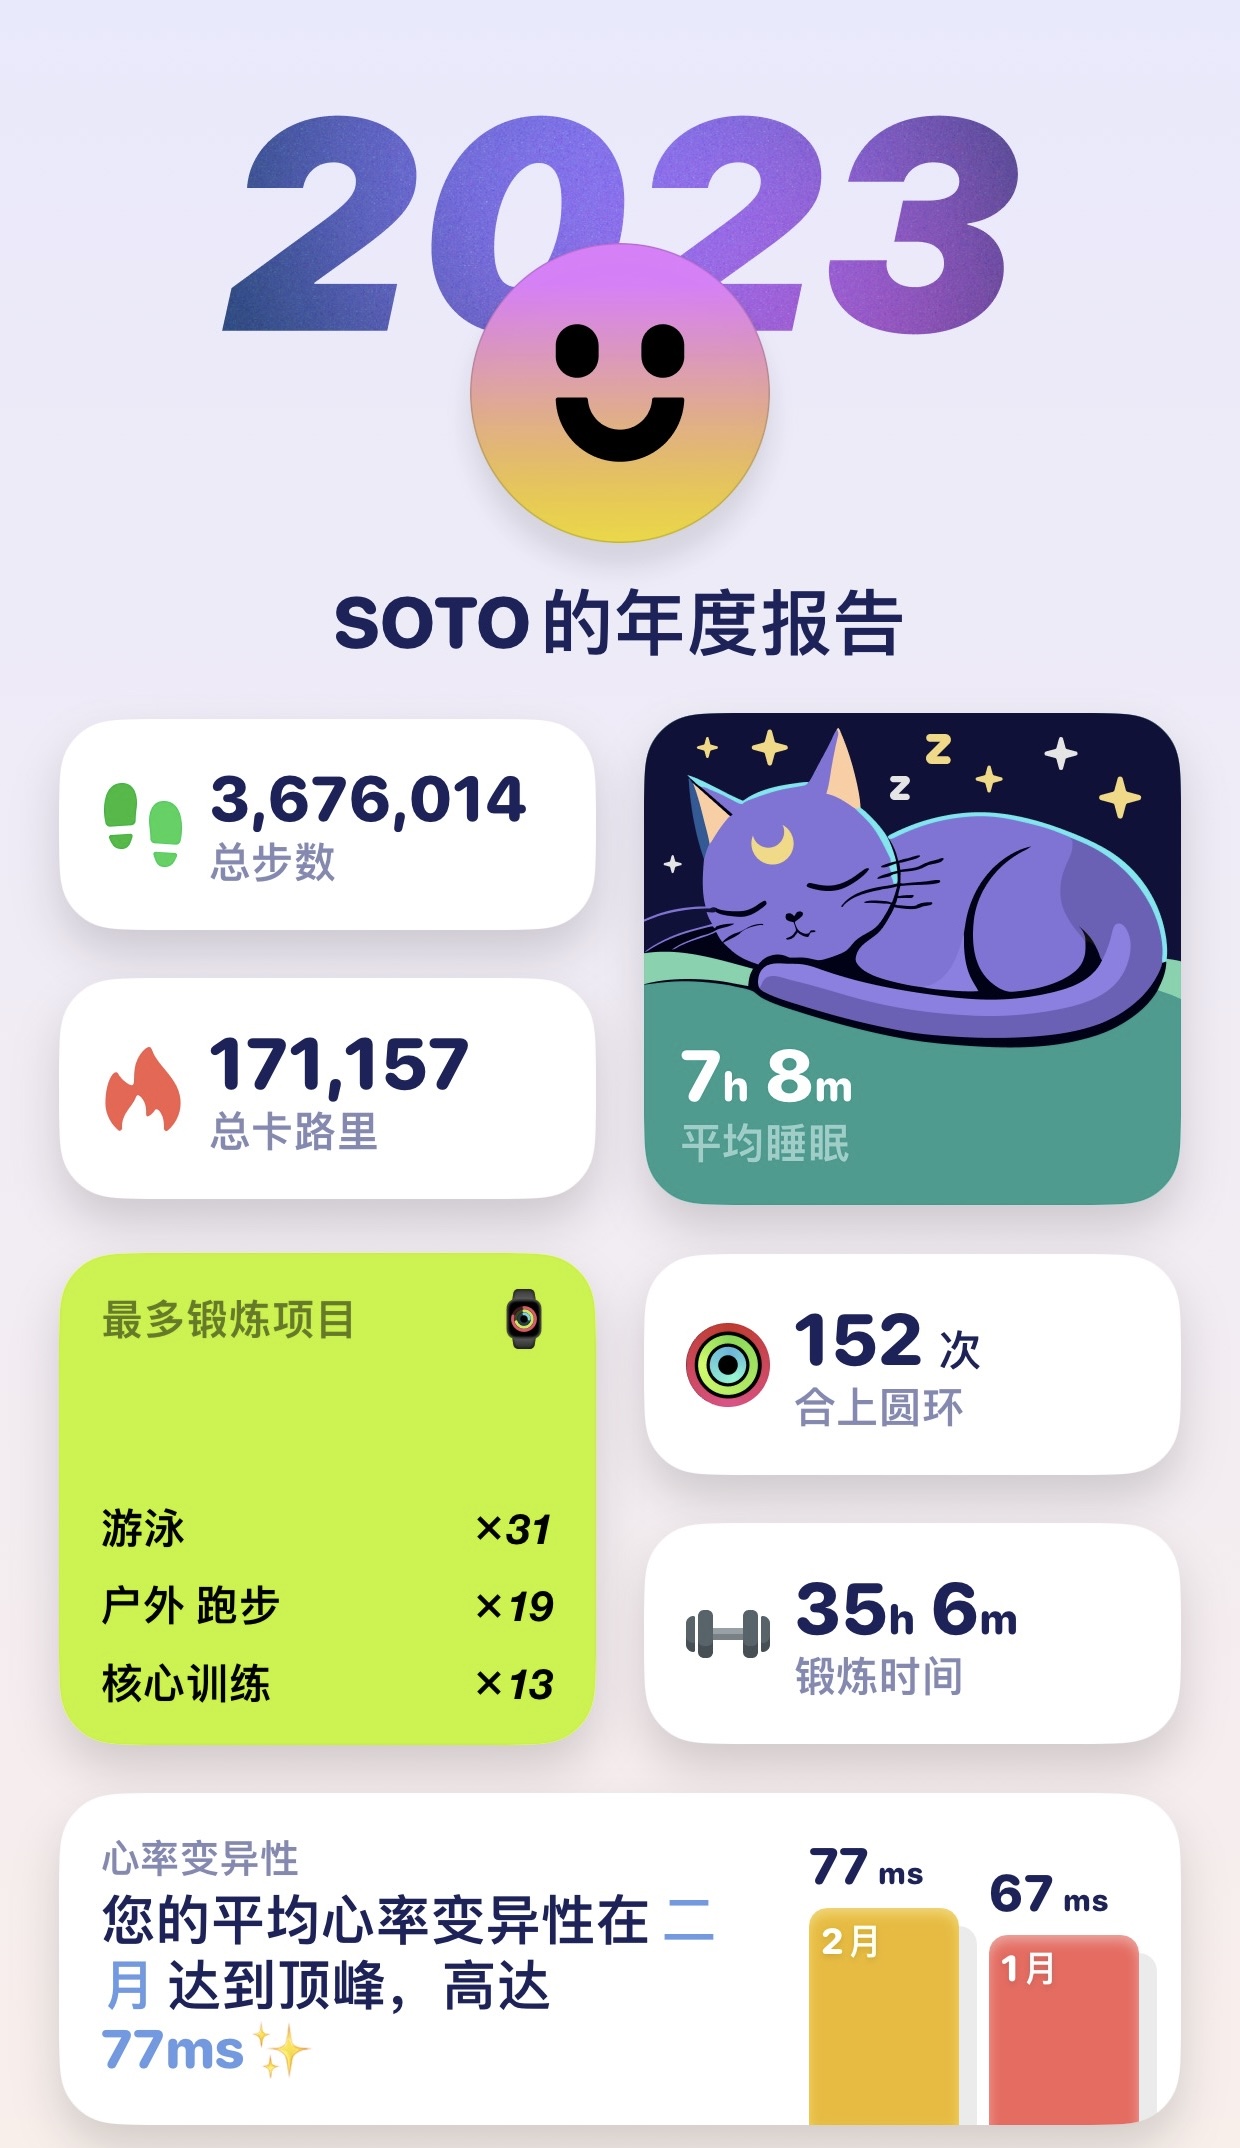 2023
SOTO 的年度报告
3,676,014
总步数
171,157
总卡路里
z
z
7h 8m
平均睡眠
最多锻炼项目
游泳 ×31
户外 跑步 ×19
核心训练 ×13
152 次
合上圆环
35h 6m
锻炼时间
心率变异性
您的平均心率变异性在 二
月 达到顶峰，高达
77ms✨
77 ms
2月
67 ms
1月